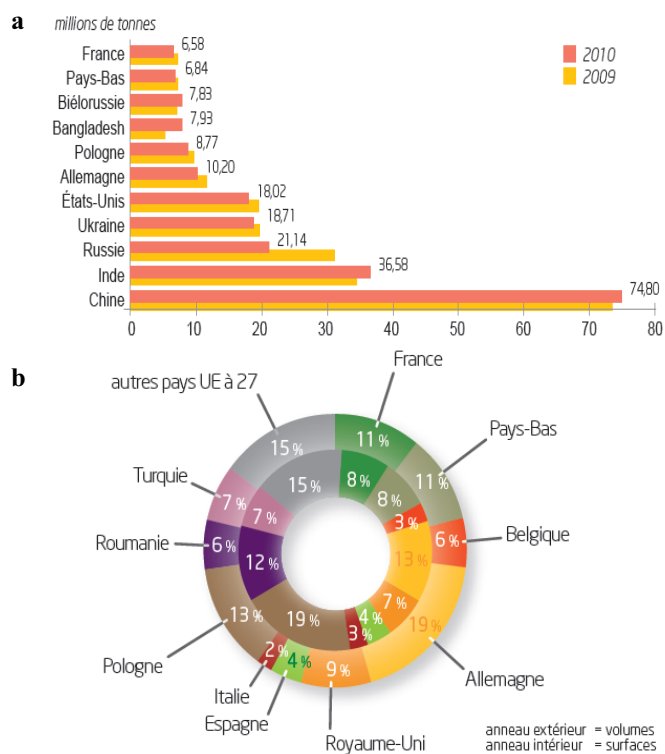 a
millions de tonnes
France 6,58
Pays-Bas 6,84
Biélorussie 7,83
Bangladesh 7,93
Pologne 8,77
Allemagne 10,20
États-Unis 18,02
Ukraine 18,71
Russie 21,14
Inde 36,58
Chine 74,80
2010
2009
0 10 20 30 40 50 60 70 80
b
autres pays UE à 27
France
Pays-Bas
Belgique
Allemagne
Royaume-Uni
Espagne
Italie
Pologne
Roumanie
Turquie
15 %
11 %
11 %
6 %
19 %
9 %
4 %
2 %
13 %
6 %
7 %
15 %
8 %
8 %
3 %
13 %
7 %
4 %
3 %
19 %
12 %
7 %
anneau extérieur = volumes
anneau intérieur = surfaces